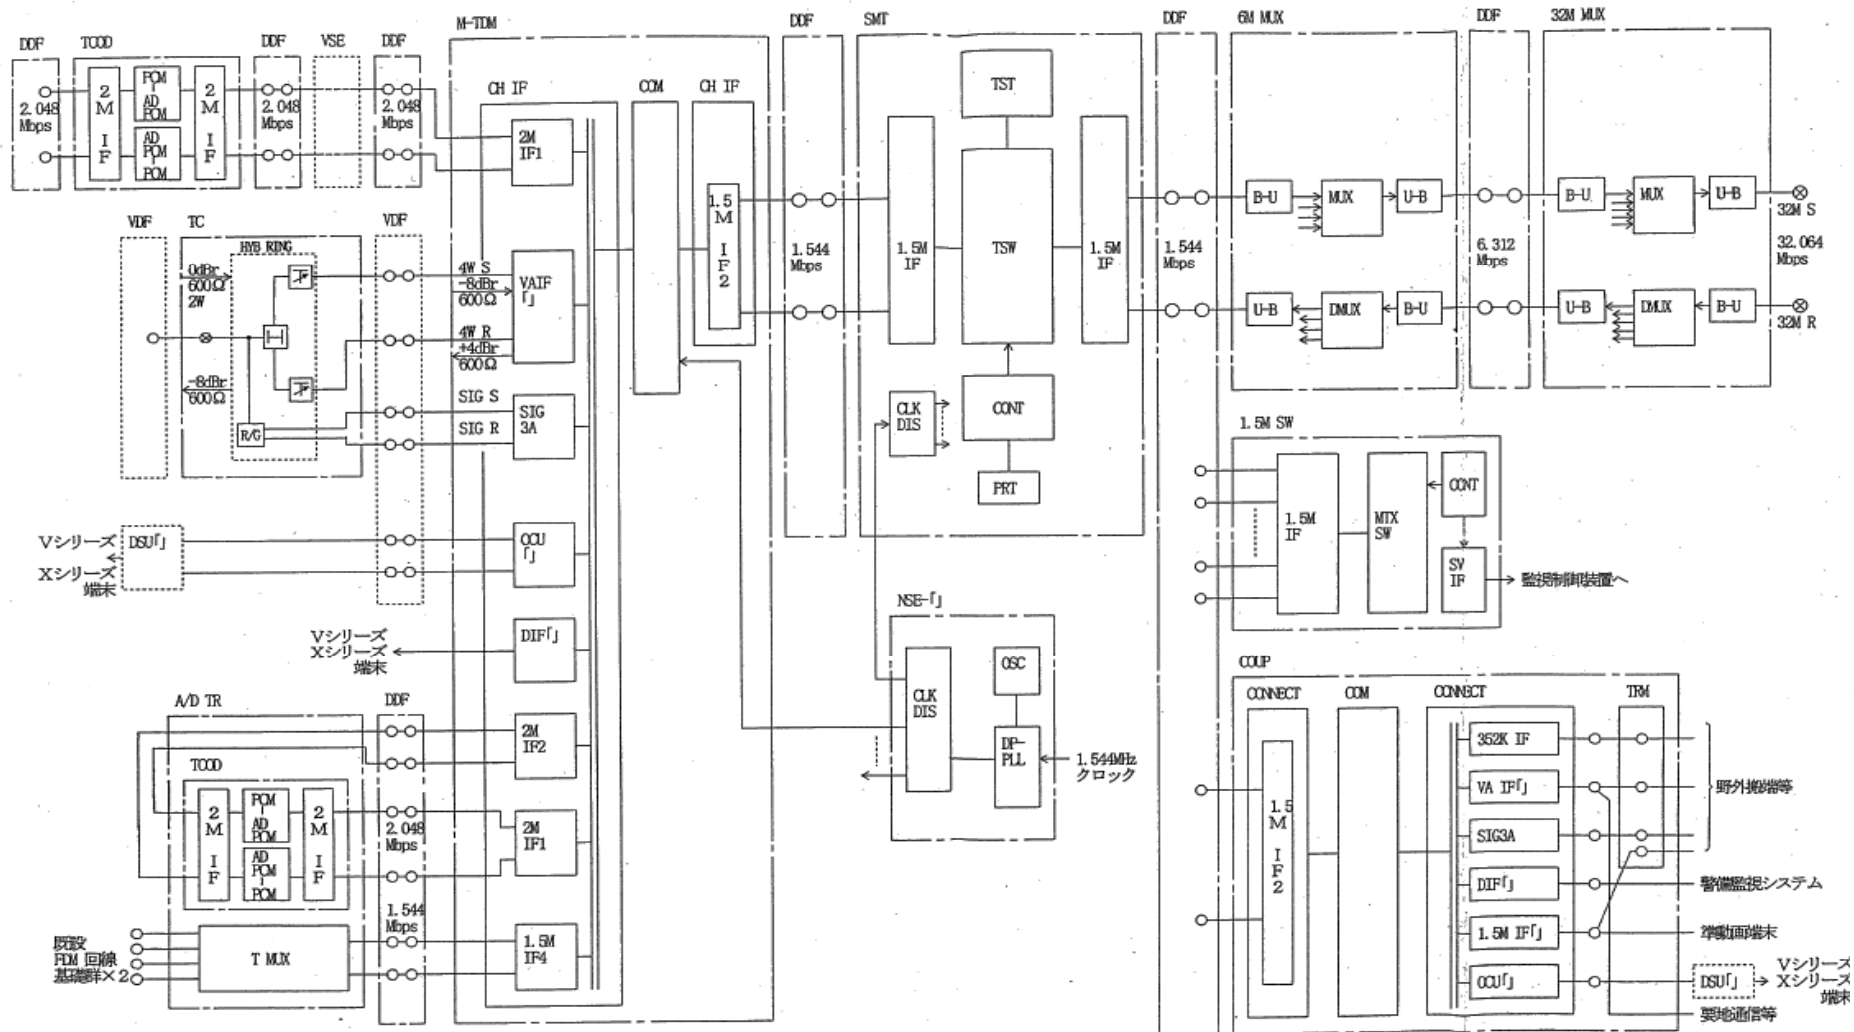 M-TDM
DDF
SMT
DDF
6M MUX
DDF
32M MUX
DDF
TCOD
DDF
VSE
DDF
2.048
Mbps
2
M
I
F
PCM
|
AD
PCM
AD
PCM
|
PCM
2
M
I
F
2.048
Mbps
2.048
Mbps
CH IF
COM
CH IF
2M
IF1
1.5
M
I
F
2
1.544
Mbps
TST
1.5M
IF
TSW
1.5M
IF
CLK
DIS
CONT
PRT
1.544
Mbps
B-U
MUX
U-B
U-B
DMUX
B-U
6.312
Mbps
B-U
MUX
U-B
U-B
DMUX
B-U
32M S
32.064
Mbps
32M R
VDF
TC
VDF
HYB RING
0dBr
600Ω
2W
-8dBr
600Ω
R/G
4W S
-8dBr
600Ω
4W R
+4dBr
600Ω
VAIF
「」
SIG S
SIG R
SIG
3A
Vシリーズ
Xシリーズ
端末
DSU「」
OCU
「」
Vシリーズ
Xシリーズ
端末
DIF「」
A/D TR
DDF
TCOD
2
M
I
F
PCM
|
AD
PCM
AD
PCM
|
PCM
2
M
I
F
2.048
Mbps
1.544
Mbps
2M
IF2
2M
IF1
1.5M
IF4
既設
FDM 回線
基礎群×2
T MUX
NSE-「」
CLK
DIS
OSC
DP-
PLL
1.544MHz
クロック
1.5M SW
1.5M
IF
MTX
SW
CONT
SV
IF
監視制御装置へ
COUP
CONNECT
COM
CONNECT
TRM
1.5
M
I
F
2
352K IF
VA IF「」
SIG3A
DIF「」
1.5M IF「」
OCU「」
野外搬端等
警備監視システム
準動画端末
DSU「」
Vシリーズ
Xシリーズ
端末
要地通信等